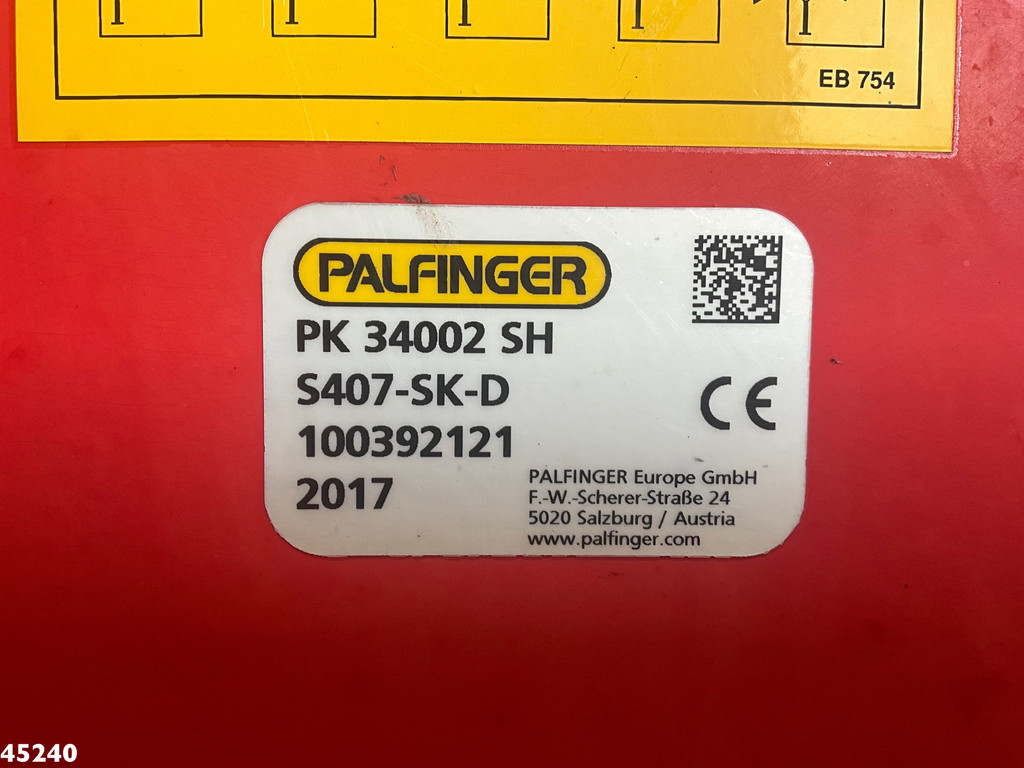 EB 754
PALFINGER
PK 34002 SH
S407-SK-D
100392121
2017
PALFINGER Europe GmbH
F.-W.-Scherer-Straße 24
5020 Salzburg / Austria
www.palfinger.com
CE
45240